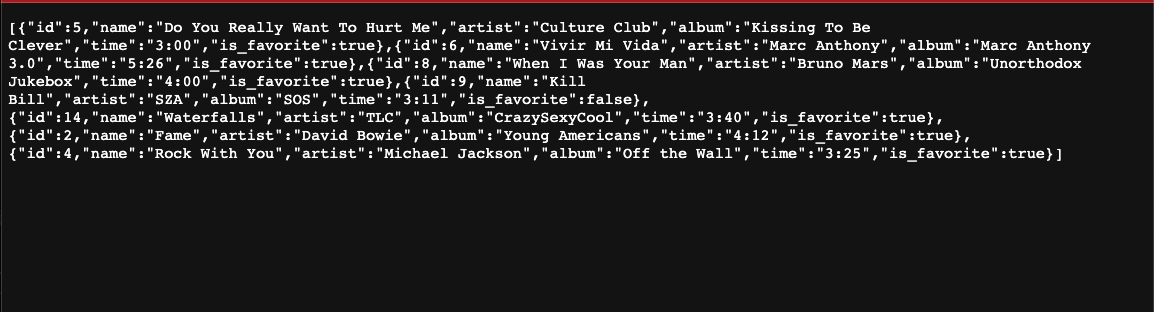 [{"id":5,"name":"Do You Really Want To Hurt Me","artist":"Culture Club","album":"Kissing To Be
Clever","time":"3:00","is_favorite":true},{"id":6,"name":"Vivir Mi Vida","artist":"Marc Anthony","album":"Marc Anthony
3.0","time":"5:26","is_favorite":true},{"id":8,"name":"When I Was Your Man","artist":"Bruno Mars","album":"Unorthodox
Jukebox","time":"4:00","is_favorite":true},{"id":9,"name":"Kill
Bill","artist":"SZA","album":"SOS","time":"3:11","is_favorite":false},
{"id":14,"name":"Waterfalls","artist":"TLC","album":"CrazySexyCool","time":"3:40","is_favorite":true},
{"id":2,"name":"Fame","artist":"David Bowie","album":"Young Americans","time":"4:12","is_favorite":true},
{"id":4,"name":"Rock With You","artist":"Michael Jackson","album":"Off the Wall","time":"3:25","is_favorite":true}]